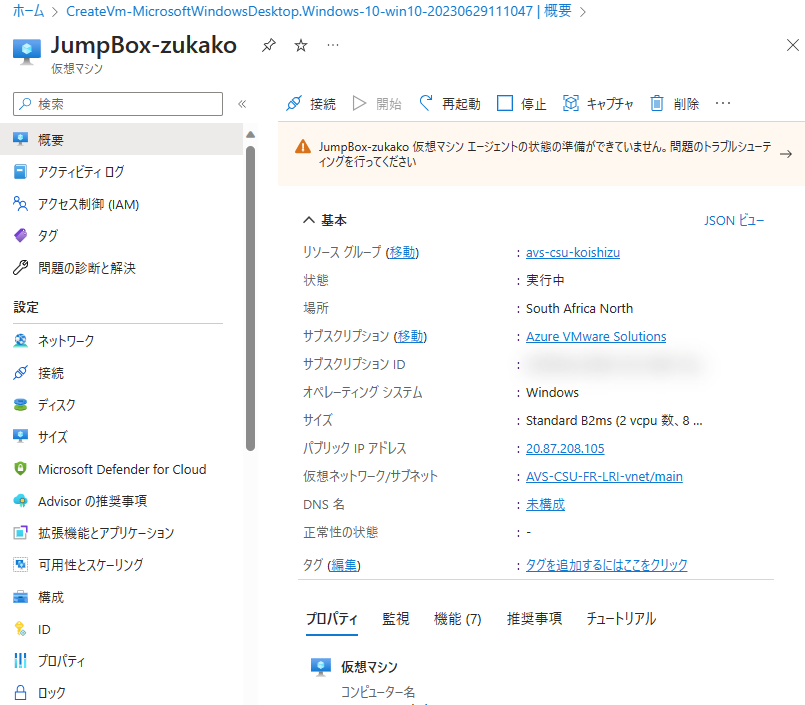 ホーム > CreateVm-MicrosoftWindowsDesktop.Windows-10-win10-20230629111047 | 概要 >
JumpBox-zukako
仮想マシン
検索
接続 開始 再起動 停止 キャプチャ 削除
概要
アクティビティ ログ
アクセス制御 (IAM)
タグ
問題の診断と解決
設定
ネットワーク
接続
ディスク
サイズ
Microsoft Defender for Cloud
Advisor の推奨事項
拡張機能とアプリケーション
可用性とスケーリング
構成
ID
プロパティ
ロック
JumpBox-zukako 仮想マシン エージェントの状態の準備ができていません。問題のトラブルシューテ
ィングを行ってください
基本 JSON ビュー
リソース グループ (移動) : avs-csu-koishizu
状態 : 実行中
場所 : South Africa North
サブスクリプション (移動) : Azure VMware Solutions
サブスクリプション ID :
オペレーティング システム : Windows
サイズ : Standard B2ms (2 vcpu 数、8 ...
パブリック IP アドレス : 20.87.208.105
仮想ネットワーク/サブネット : AVS-CSU-FR-LRI-vnet/main
DNS 名 : 未構成
正常性の状態 : -
タグ (編集) : タグを追加するにはここをクリック
プロパティ 監視 機能 (7) 推奨事項 チュートリアル
仮想マシン
コンピューター名